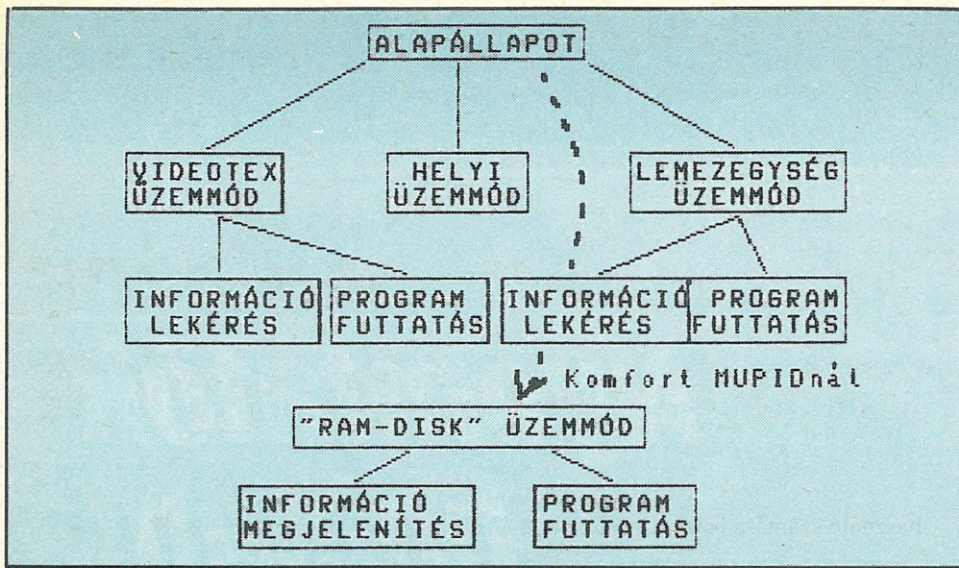 ALAPÁLLAPOT
VIDEOTEX
ÜZEMMÓD
HELYI
ÜZEMMÓD
LEMEZEGYSÉG
ÜZEMMÓD
INFORMÁCIÓ
LEKÉRÉS
PROGRAM
FUTTATÁS
INFORMÁCIÓ
LEKÉRÉS
PROGRAM
FUTTATÁS
Komfort MUPIDnál
"RAM-DISK" ÜZEMMÓD
INFORMÁCIÓ
MEGJELENÍTÉS
PROGRAM
FUTTATÁS